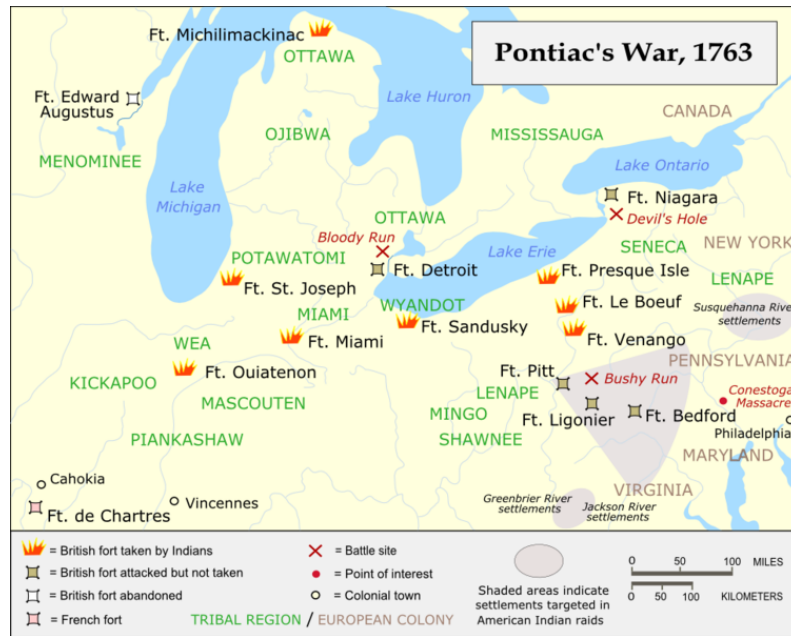 Pontiac's War, 1763
Ft. Michilimackinac
OTTAWA
Lake Huron
Ft. Edward
Augustus
CANADA
OJIBWA
MISSISSAUGA
MENOMINEE
Lake Ontario
Lake
Michigan
Ft. Niagara
OTTAWA
Devil's Hole
Bloody Run
SENECA
NEW YORK
Lake Erie
POTAWATOMI
Ft. Detroit
Ft. Presque Isle
LENAPE
Ft. St. Joseph
WYANDOT
Ft. Le Boeuf
Susquehanna River
settlements
MIAMI
Ft. Sandusky
Ft. Venango
WEA
Ft. Miami
PENNSYLVANIA
Ft. Pitt
Bushy Run
Ft. Ouiatenon
KICKAPOO
LENAPE
Conestoga
Massacre
MASCOUTEN
MINGO
Ft. Ligonier
Ft. Bedford
Philadelphia
PIANKASHAW
SHAWNEE
MARYLAND
Cahokia
VIRGINIA
Vincennes
Greenbrier River
settlements
Jackson River
settlements
Ft. de Chartres
= British fort taken by Indians
= British fort attacked but not taken
= British fort abandoned
= French fort
= Battle site
= Point of interest
= Colonial town
TRIBAL REGION / EUROPEAN COLONY
Shaded areas indicate
settlements targeted in
American Indian raids
0 50 100 MILES
0 50 100 KILOMETERS